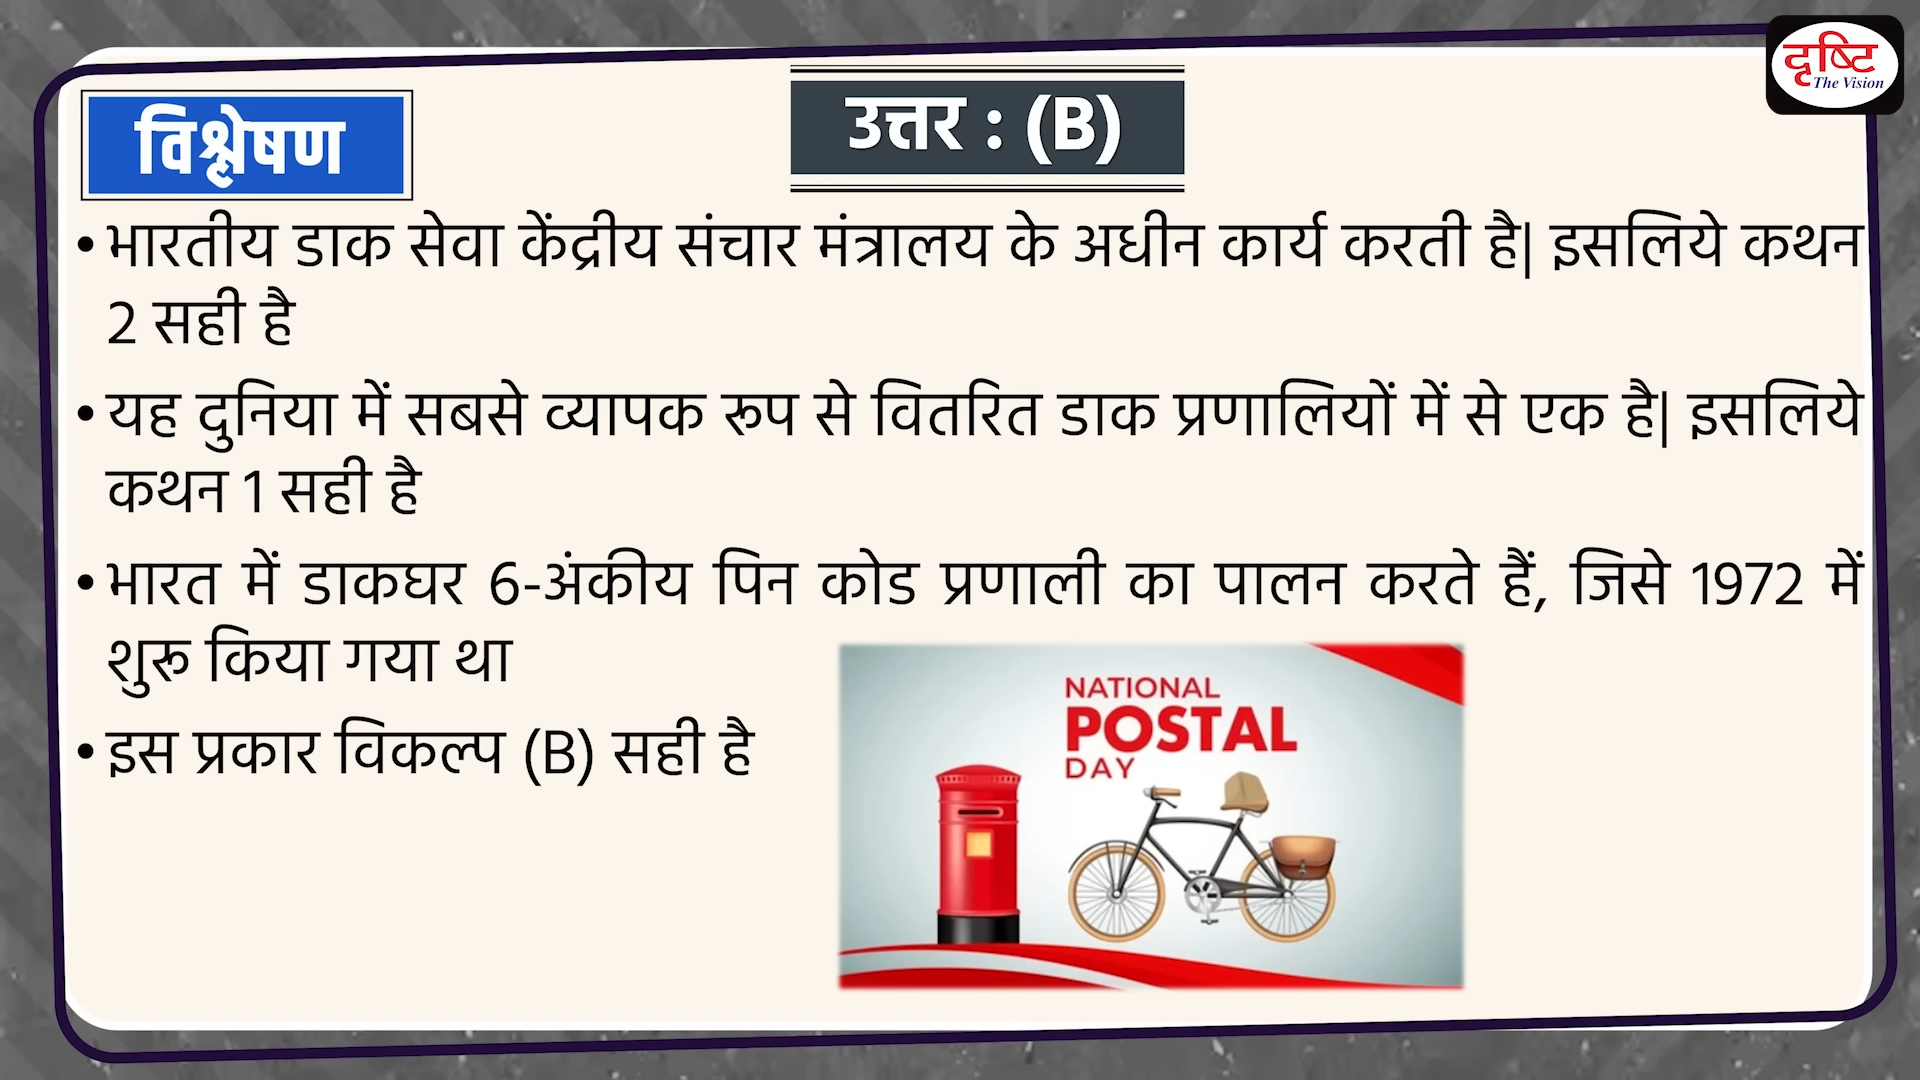 दृष्टि
The Vision
विश्लेषण
उत्तर : (B)
• भारतीय डाक सेवा केंद्रीय संचार मंत्रालय के अधीन कार्य करती है| इसलिये कथन
2 सही है
• यह दुनिया में सबसे व्यापक रूप से वितरित डाक प्रणालियों में से एक है| इसलिये
कथन 1 सही है
• भारत में डाकघर 6-अंकीय पिन कोड प्रणाली का पालन करते हैं, जिसे 1972 में
शुरू किया गया था
• इस प्रकार विकल्प (B) सही है
NATIONAL
POSTAL
DAY